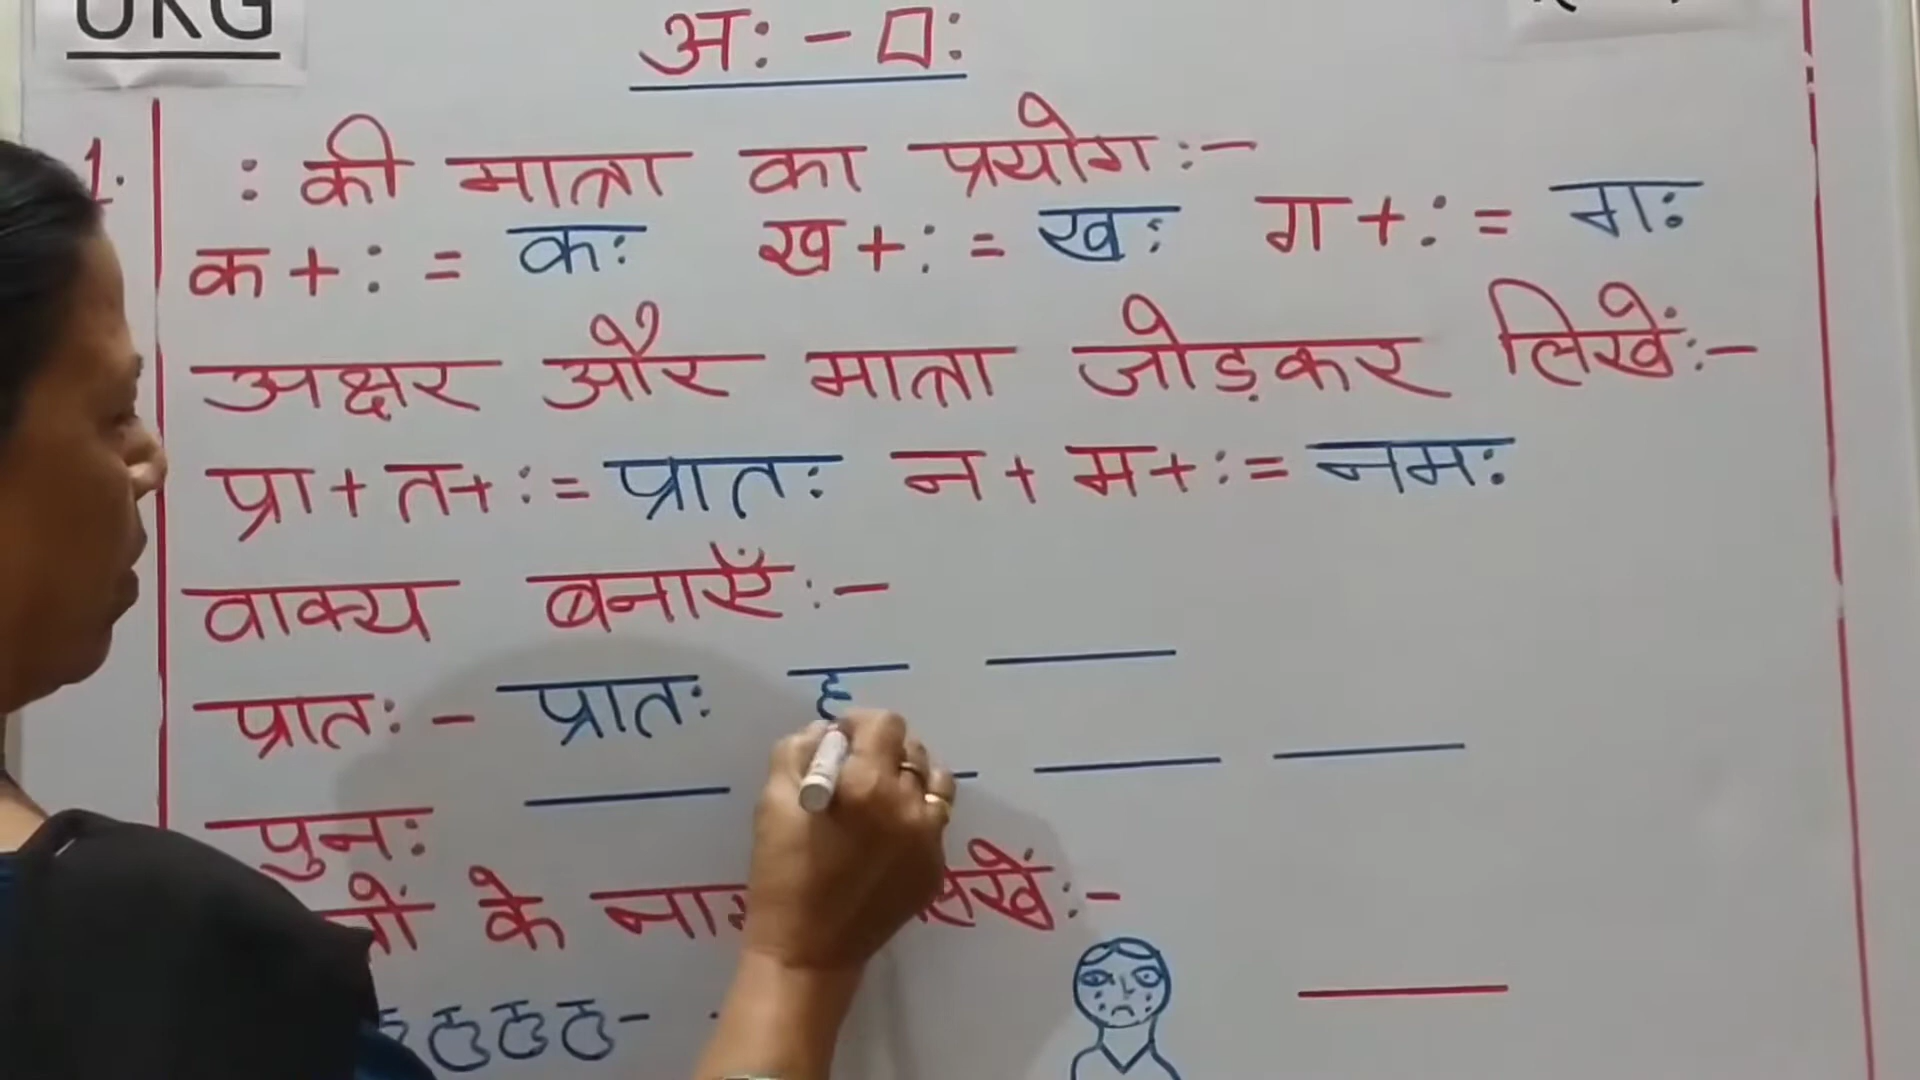 UKG
अः - □ः
1. : की मात्रा का प्रयोग :-
क + : = कः ख + : = खः ग + : = गः
अक्षर और मात्रा जोड़कर लिखें :-
प्रा + त + : = प्रातः न + म + : = नमः
वाक्य बनाएँ :-
प्रातः - प्रातः ह
पुनः
के लिखें :-